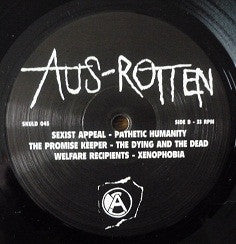 AUS-ROTTEN
SKULD 048
SIDE B - 33 RPM
SEXIST APPEAL - PATHETIC HUMANITY
THE PROMISE KEEPER - THE DYING AND THE DEAD
WELFARE RECIPIENTS - XENOPHOBIA